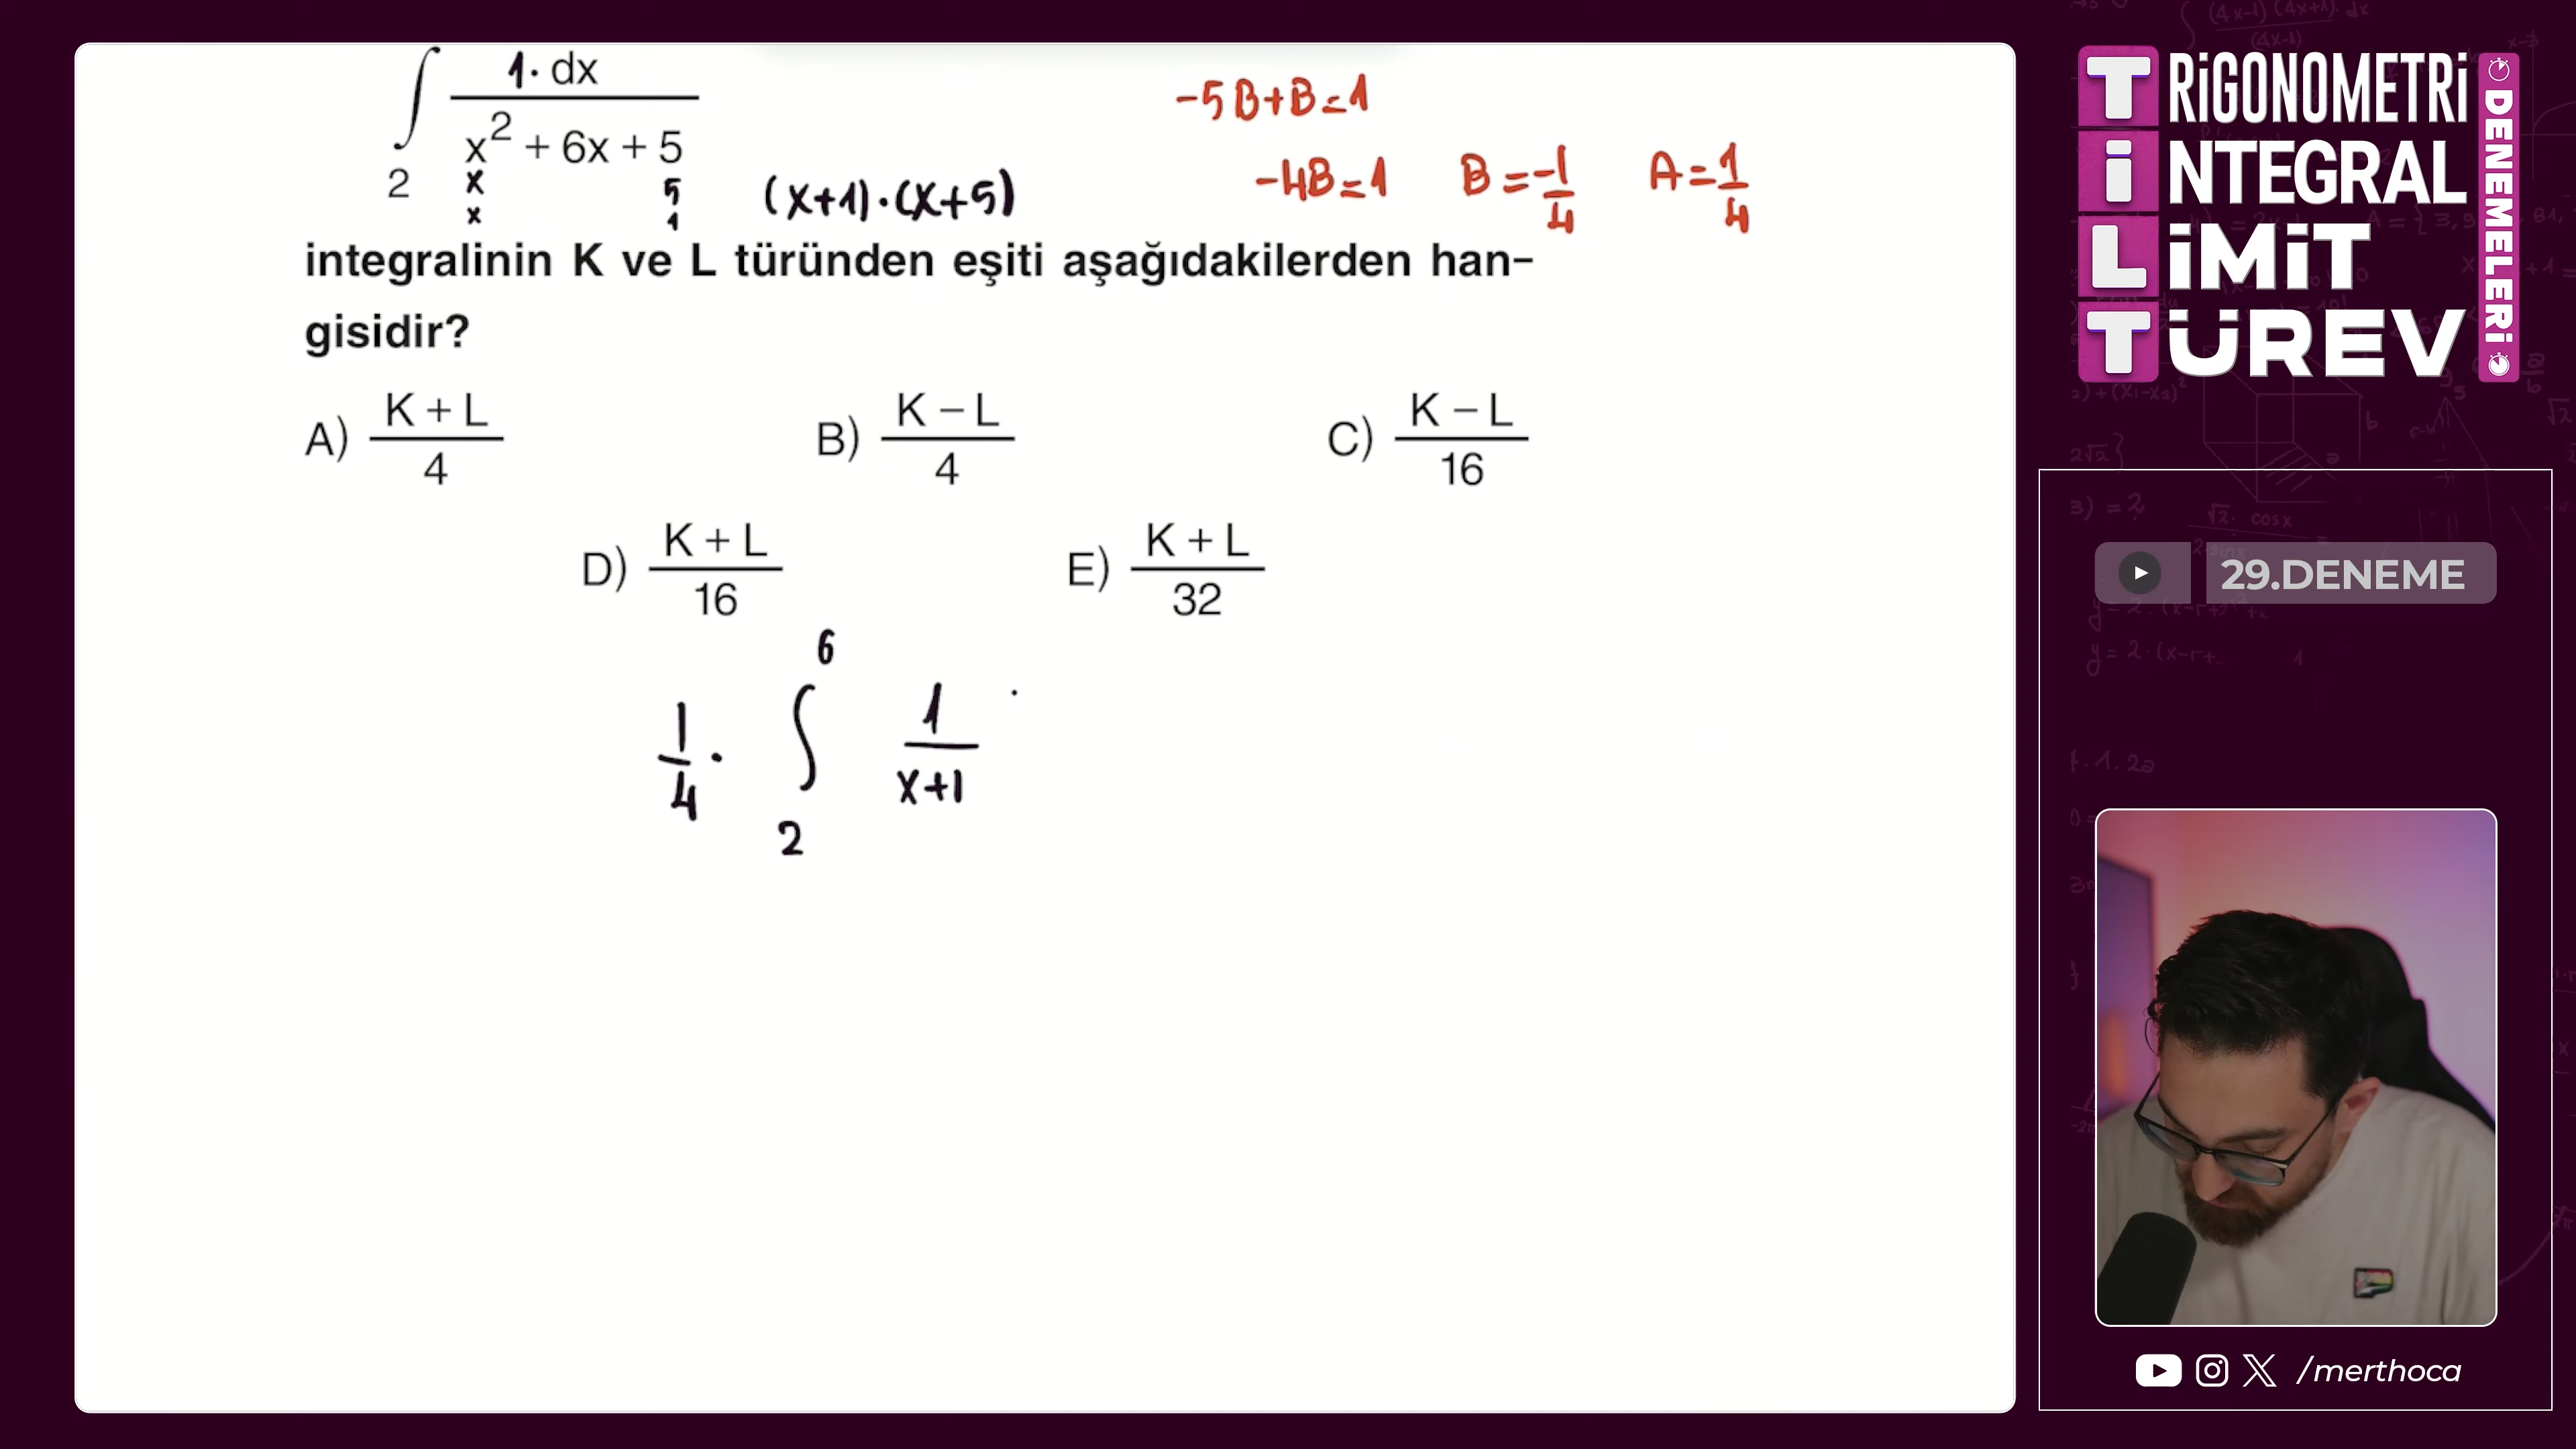 ∫ 1· dx
2 x² + 6x + 5
x 5
x 1
(x+1)·(x+5)
-5B+B=1
-4B=1 B=-1/4 A=1/4
integralinin K ve L türünden eşiti aşağıdakilerden han-
gisidir?
A) K + L / 4 B) K – L / 4 C) K – L / 16
D) K + L / 16 E) K + L / 32
1/4 · ∫ 1/x+1
6
2
TRiGONOMETRi
iNTEGRAL
LiMiT
TÜREV
DENEMELERi
29.DENEME
/merthoca